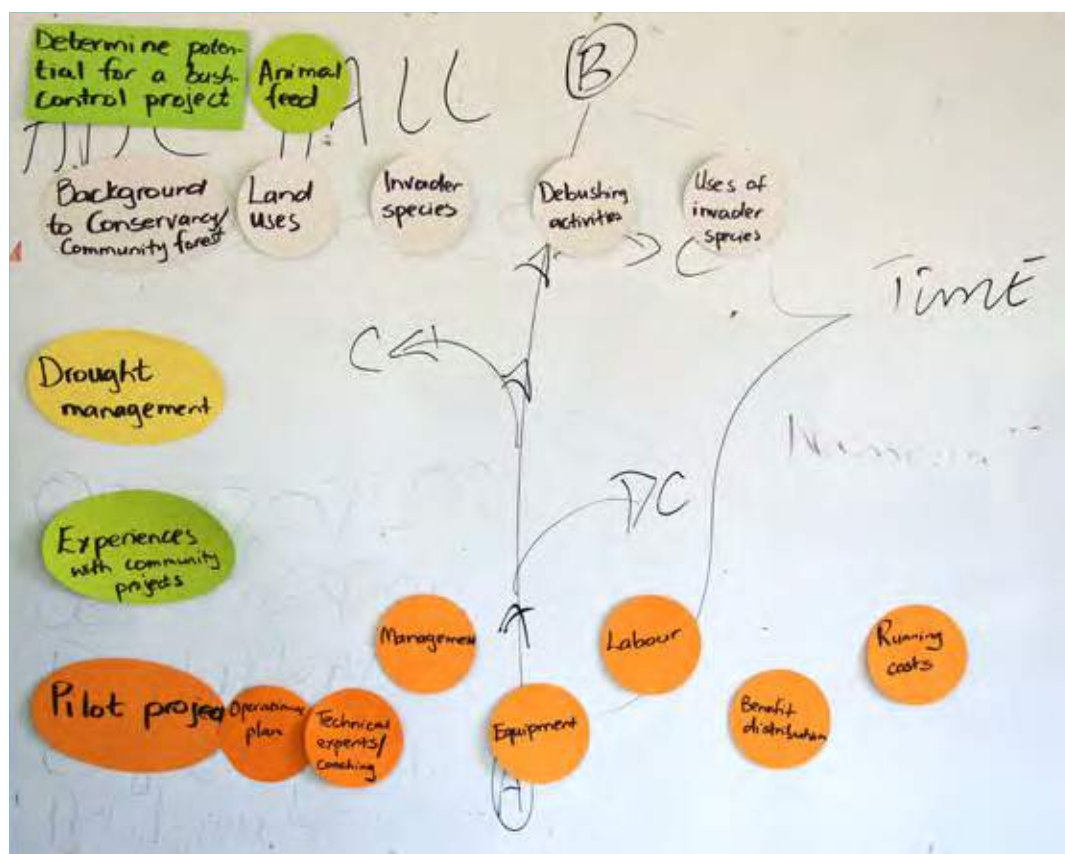 Determine poten-
tial for a bush-
control project
Animal
feed
ALL
B
Background
to Conservancy/
Community forest
Land
uses
Invader
species
Debushing
activities
Uses of
invader
species
C
TimE
C
Drought
management
C
Experiences
with community
projects
Management
Labour
Running
costs
Pilot project
Operational
plan
Technical
experts/
coaching
Equipment
Benefit
distribution
A